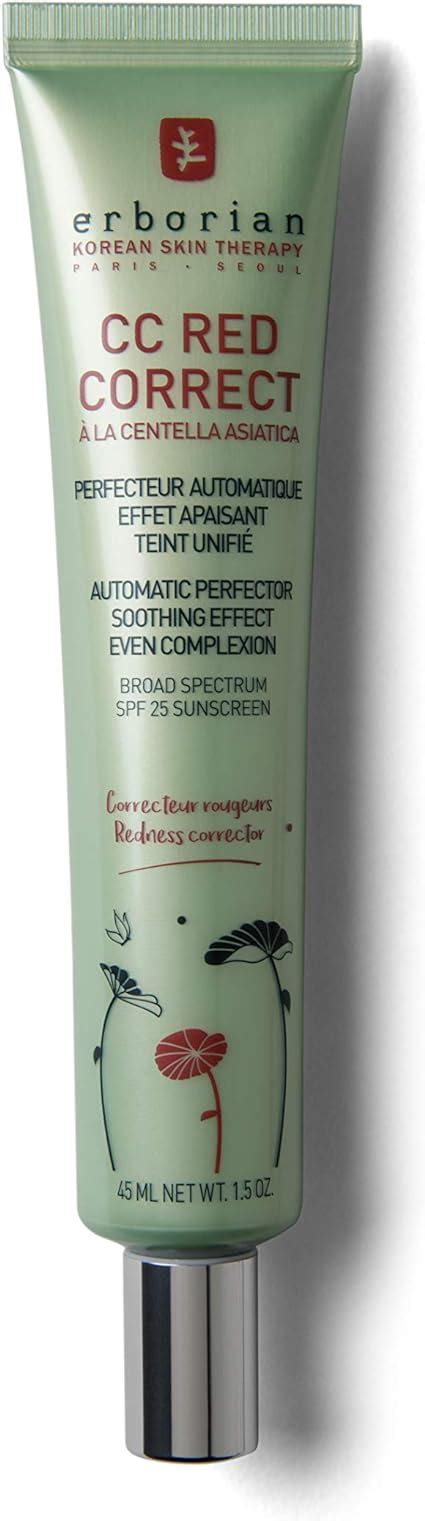 erborian
KOREAN SKIN THERAPY
PARIS · SEOUL
CC RED
CORRECT
À LA CENTELLA ASIATICA
PERFECTEUR AUTOMATIQUE
EFFET APAISANT
TEINT UNIFIÉ
AUTOMATIC PERFECTOR
SOOTHING EFFECT
EVEN COMPLEXION
BROAD SPECTRUM
SPF 25 SUNSCREEN
Correcteur rougeurs
Redness corrector
45 ML NET WT. 1.5 OZ.